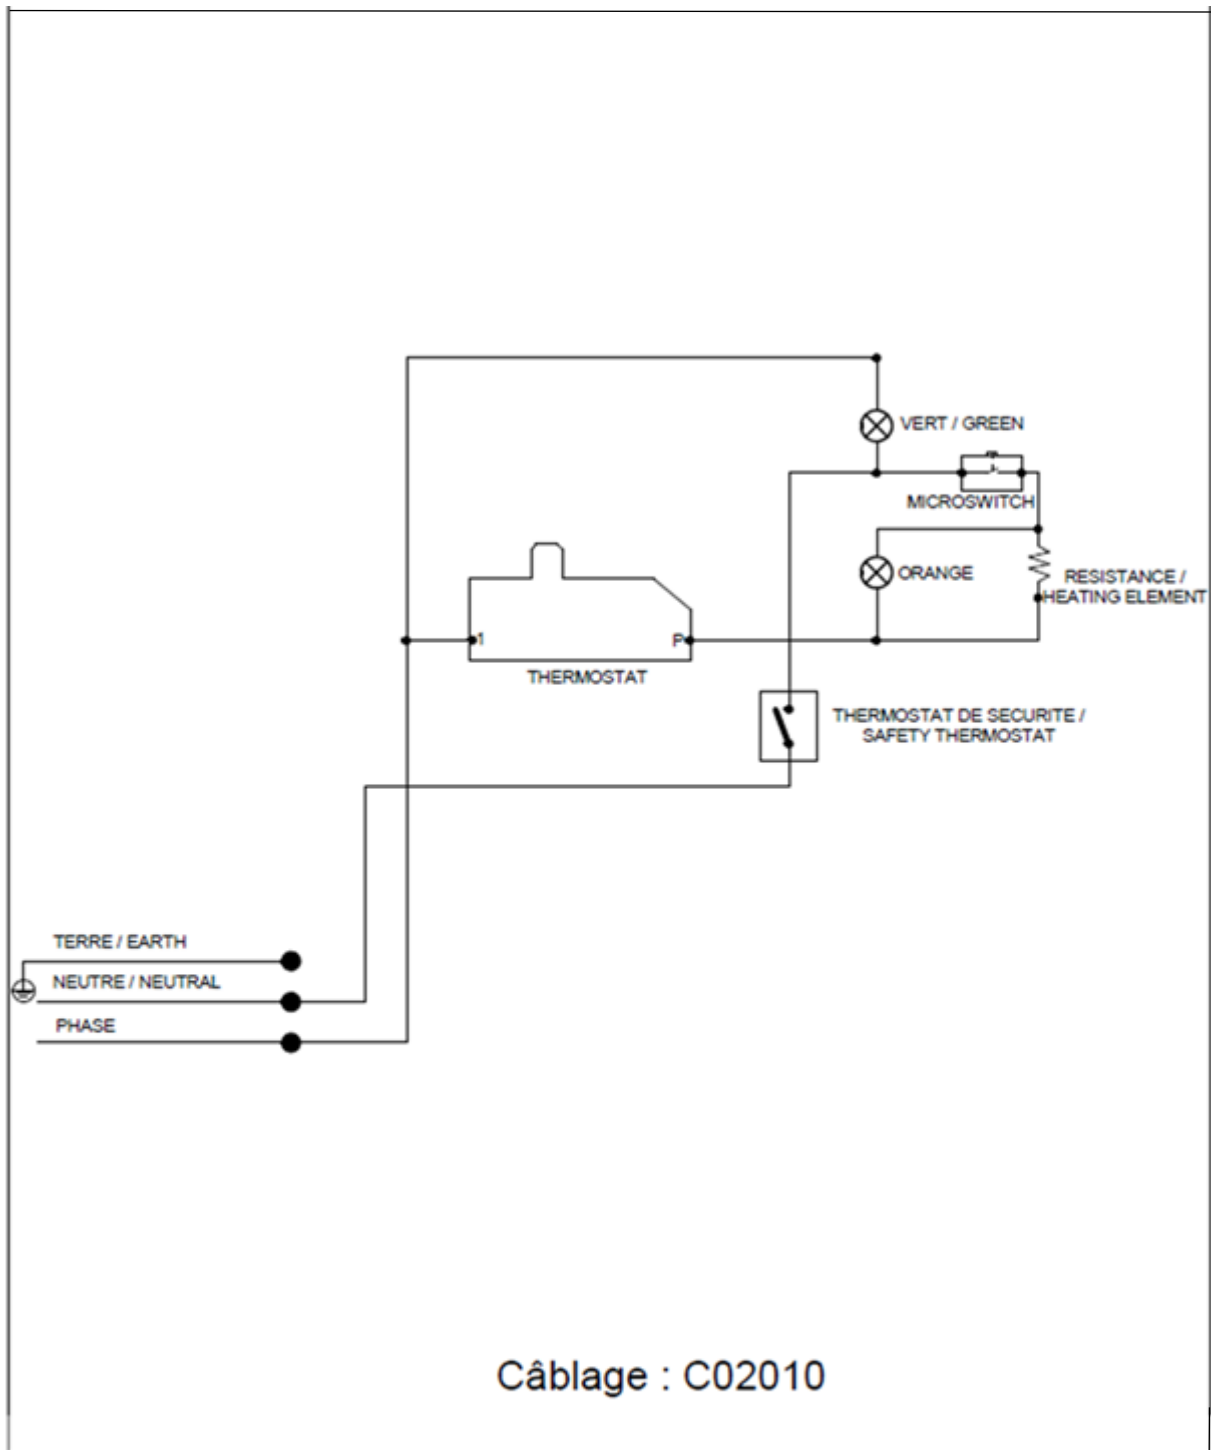 VERT / GREEN
MICROSWITCH
ORANGE
RESISTANCE /
HEATING ELEMENT
1
P
THERMOSTAT
THERMOSTAT DE SECURITE /
SAFETY THERMOSTAT
TERRE / EARTH
NEUTRE / NEUTRAL
PHASE
Câblage : C02010